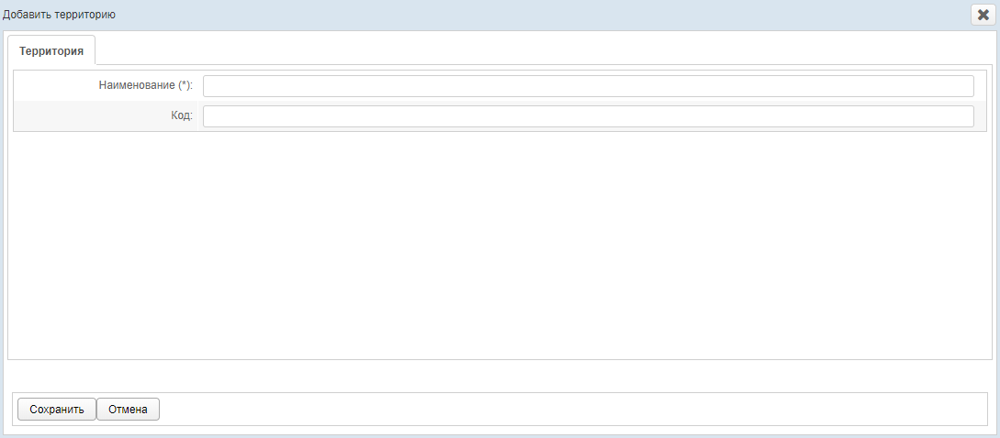 Добавить территорию
Территория
Наименование (*):
Код:
Сохранить Отмена